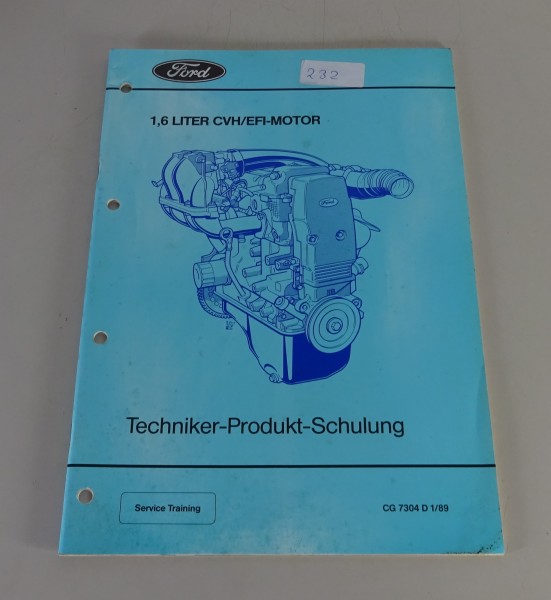 Ford
232
1,6 LITER CVH/EFI-MOTOR
Ford
Techniker-Produkt-Schulung
Service Training
CG 7304 D 1/89